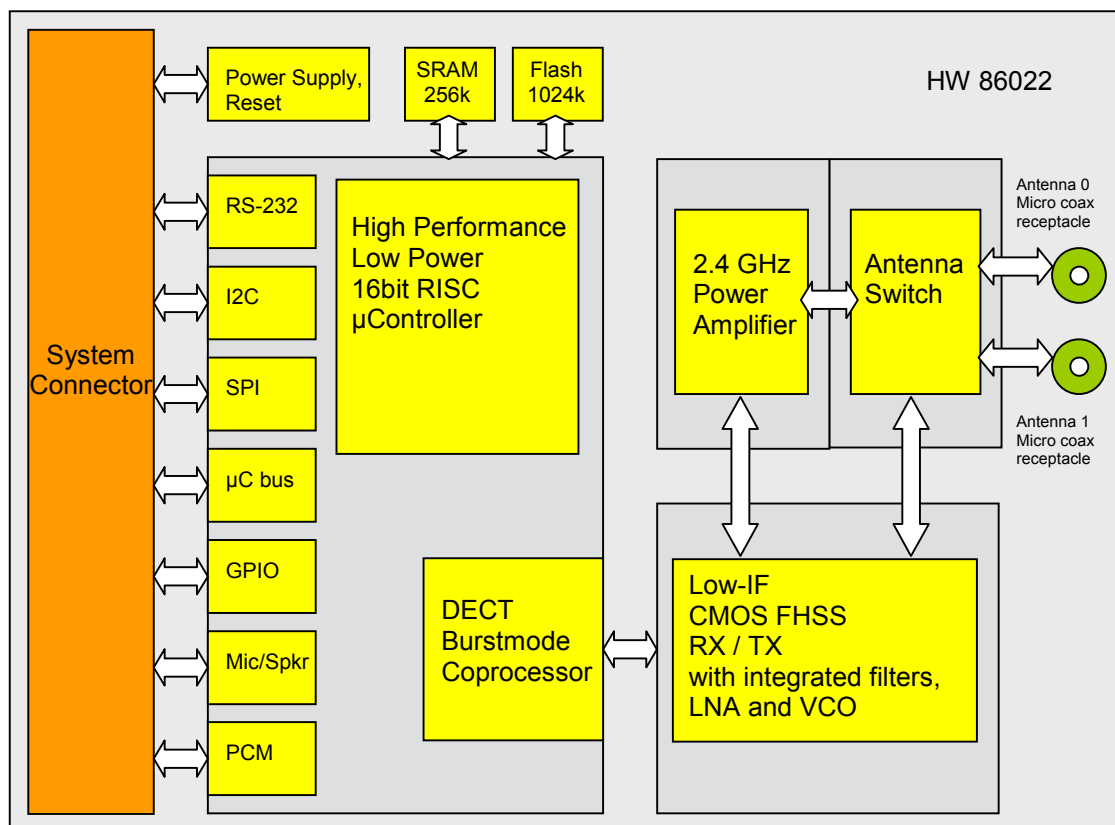 Power Supply,
Reset
SRAM
256k
Flash
1024k
HW 86022
RS-232
I2C
SPI
µC bus
GPIO
Mic/Spkr
PCM
System
Connector
High Performance
Low Power
16bit RISC
µController
DECT
Burstmode
Coprocessor
2.4 GHz
Power
Amplifier
Antenna
Switch
Antenna 0
Micro coax
receptacle
Antenna 1
Micro coax
receptacle
Low-IF
CMOS FHSS
RX / TX
with integrated filters,
LNA and VCO